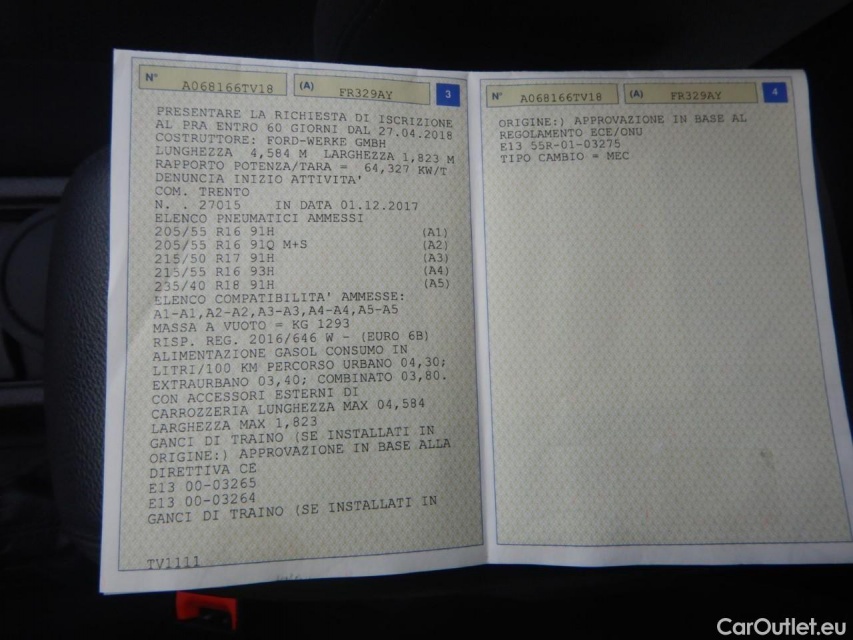 N° A068166TV18 (A) FR329AY 3
PRESENTARE LA RICHIESTA DI ISCRIZIONE
AL PRA ENTRO 60 GIORNI DAL 27.04.2018
COSTRUTTORE: FORD-WERKE GMBH
LUNGHEZZA 4,584 M LARGHEZZA 1,823 M
RAPPORTO POTENZA/TARA = 64,327 KW/T
DENUNCIA INIZIO ATTIVITA'
COM. TRENTO
N. . 27015 IN DATA 01.12.2017
ELENCO PNEUMATICI AMMESSI
205/55 R16 91H (A1)
205/55 R16 91Q M+S (A2)
215/50 R17 91H (A3)
215/55 R16 93H (A4)
235/40 R18 91H (A5)
ELENCO COMPATIBILITA' AMMESSE:
A1-A1,A2-A2,A3-A3,A4-A4,A5-A5
MASSA A VUOTO = KG 1293
RISP. REG. 2016/646 W - (EURO 6B)
ALIMENTAZIONE GASOL CONSUMO IN
LITRI/100 KM PERCORSO URBANO 04,30;
EXTRAURBANO 03,40; COMBINATO 03,80.
CON ACCESSORI ESTERNI DI
CARROZZERIA LUNGHEZZA MAX 04,584
LARGHEZZA MAX 1,823
GANCI DI TRAINO (SE INSTALLATI IN
ORIGINE:) APPROVAZIONE IN BASE ALLA
DIRETTIVA CE
E13 00-03265
E13 00-03264
GANCI DI TRAINO (SE INSTALLATI IN
TV1111
N° A068166TV18 (A) FR329AY 4
ORIGINE:) APPROVAZIONE IN BASE AL
REGOLAMENTO ECE/ONU
E13 55R-01-03275
TIPO CAMBIO = MEC
CarOutlet.eu